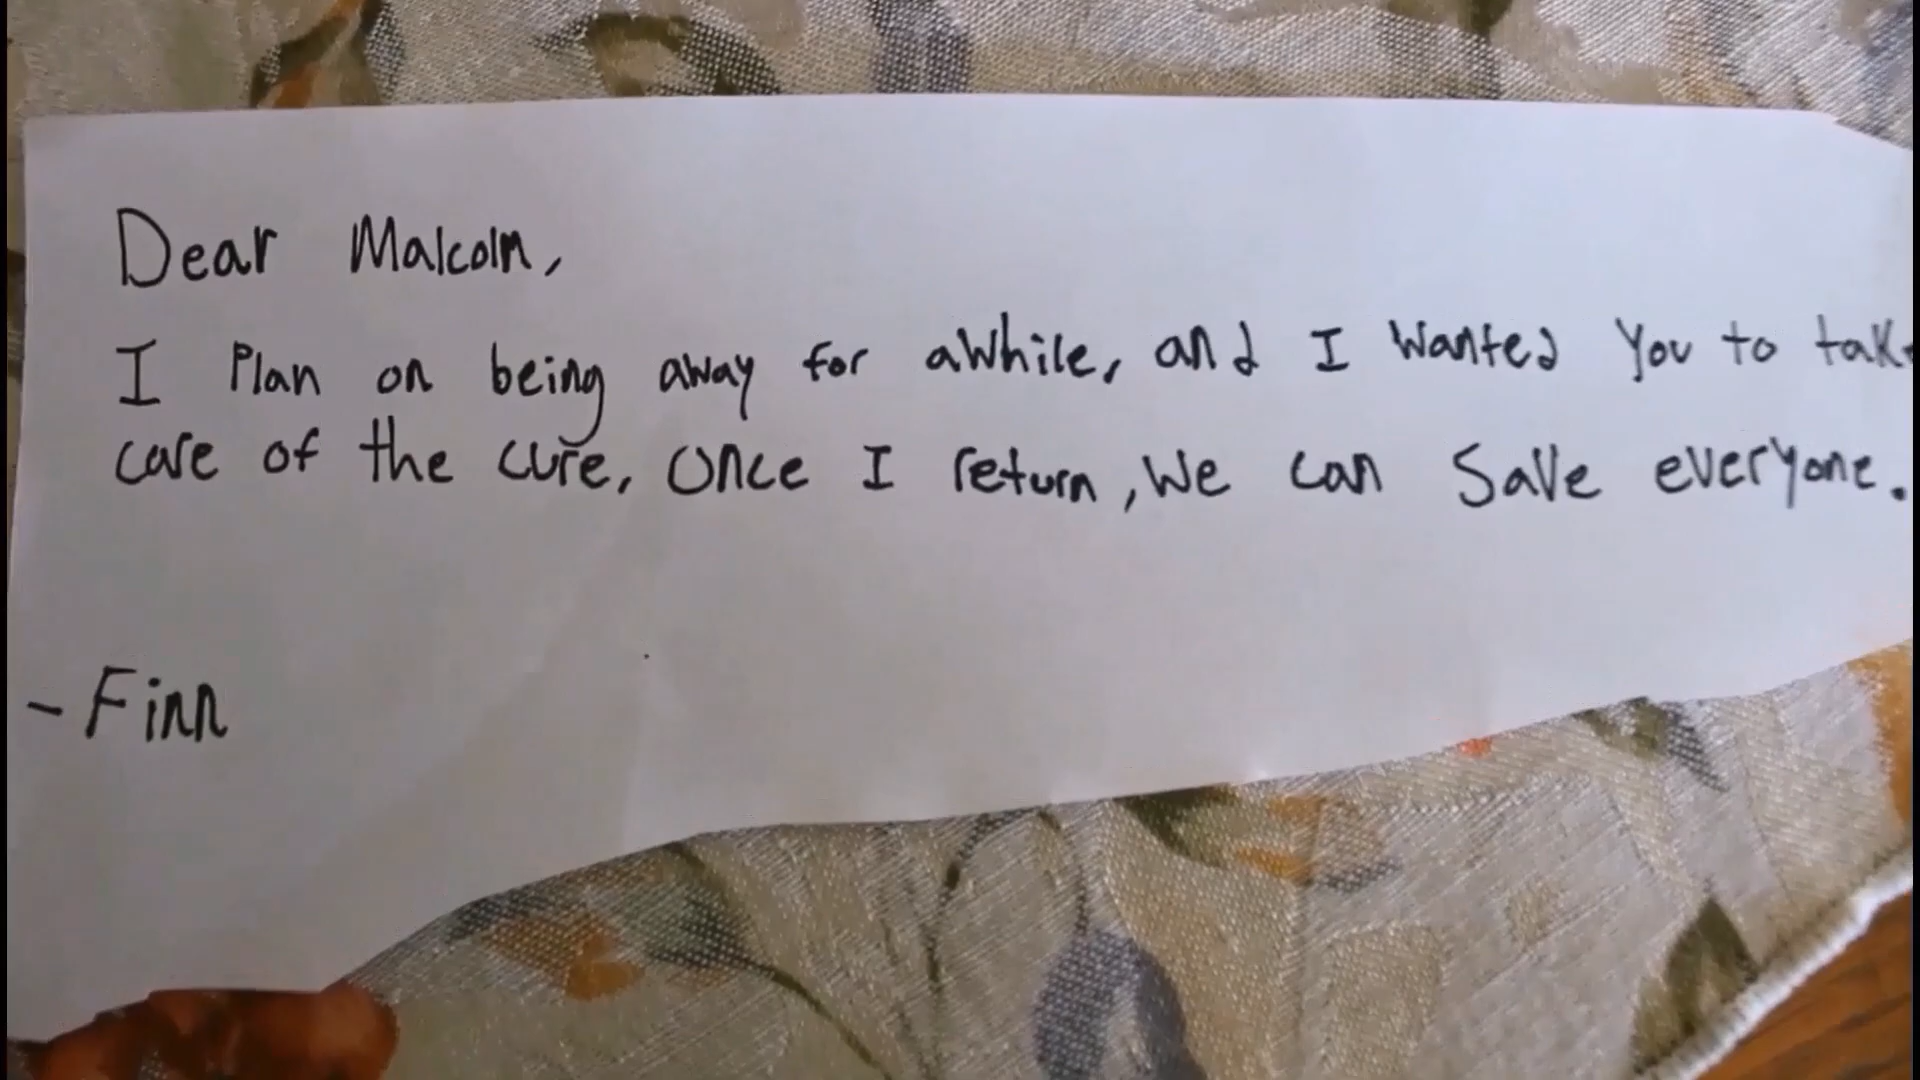 Dear Malcolm,
I Plan on being away for awhile, and I wanted You to take
care of the cure, Once I return, We can Save everyone.
- Finn